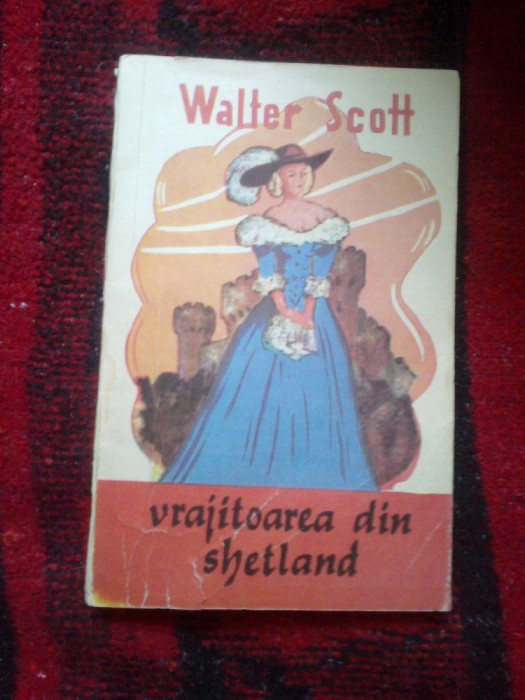 Walter Scott
vrajitoarea din
shetland